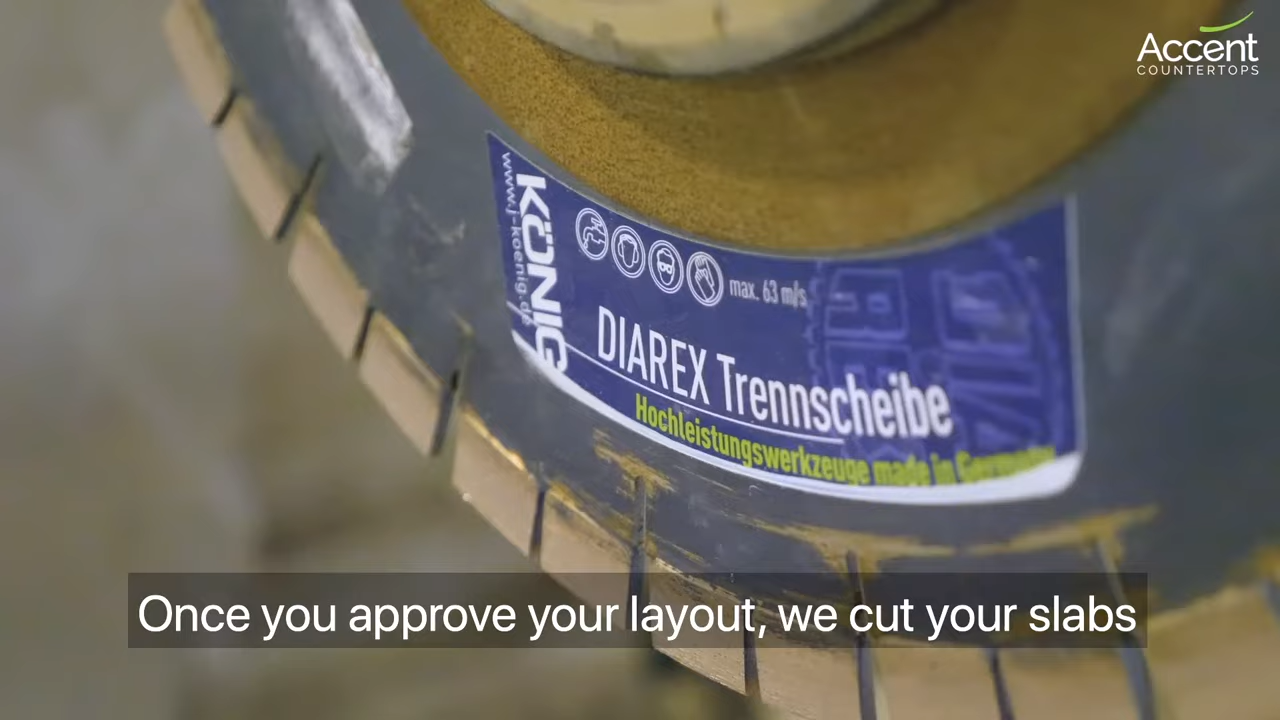 Accent
COUNTERTOPS
KÖNIG
www.j-koenig.de
max. 63 m/s
DIAREX Trennscheibe
Hochleistungswerkzeuge made in Germany
Once you approve your layout, we cut your slabs